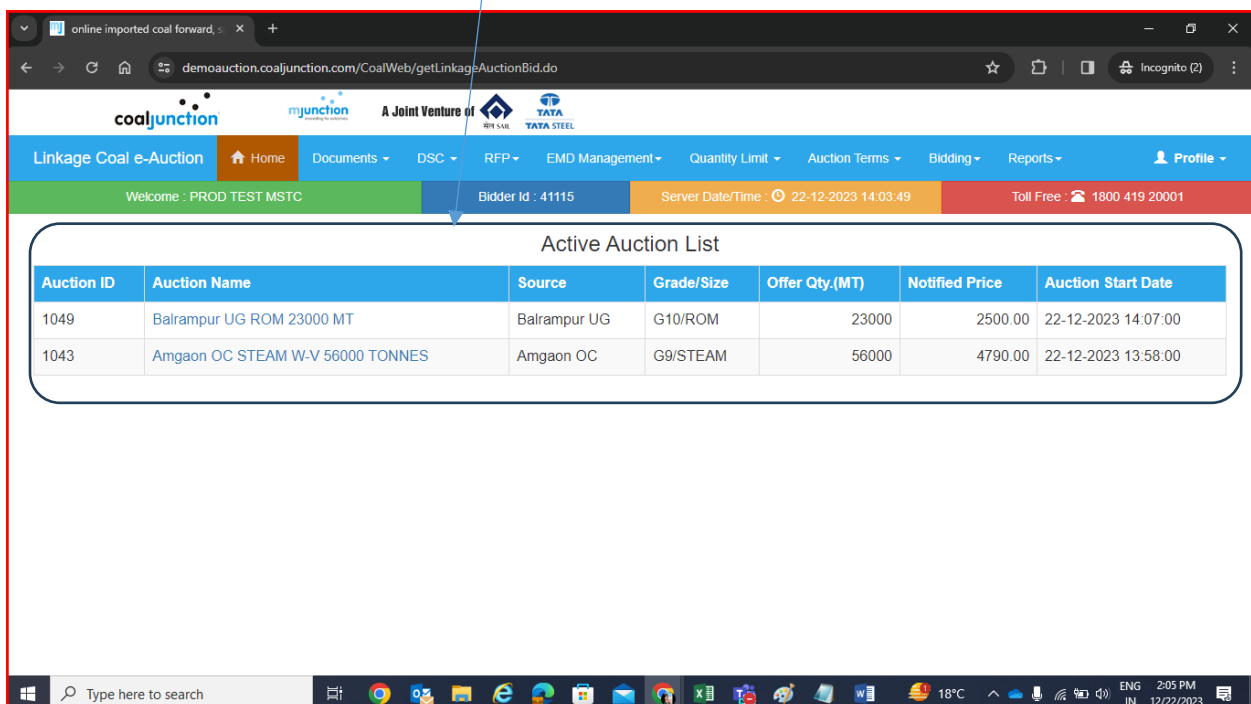 online imported coal forward, s
demoauction.coaljunction.com/CoalWeb/getLinkageAuctionBid.do
Incognito (2)
coaljunction mjunction A Joint Venture of सेल SAIL TATA TATA STEEL
Linkage Coal e-Auction Home Documents DSC RFP EMD Management Quantity Limit Auction Terms Bidding Reports Profile
Welcome : PROD TEST MSTC Bidder Id : 41115 Server Date/Time : 22-12-2023 14:03:49 Toll Free : 1800 419 20001
Active Auction List
Auction ID Auction Name Source Grade/Size Offer Qty.(MT) Notified Price Auction Start Date
1049 Balrampur UG ROM 23000 MT Balrampur UG G10/ROM 23000 2500.00 22-12-2023 14:07:00
1043 Amgaon OC STEAM W-V 56000 TONNES Amgaon OC G9/STEAM 56000 4790.00 22-12-2023 13:58:00
Type here to search 18°C ENG 2:05 PM
IN 12/22/2023